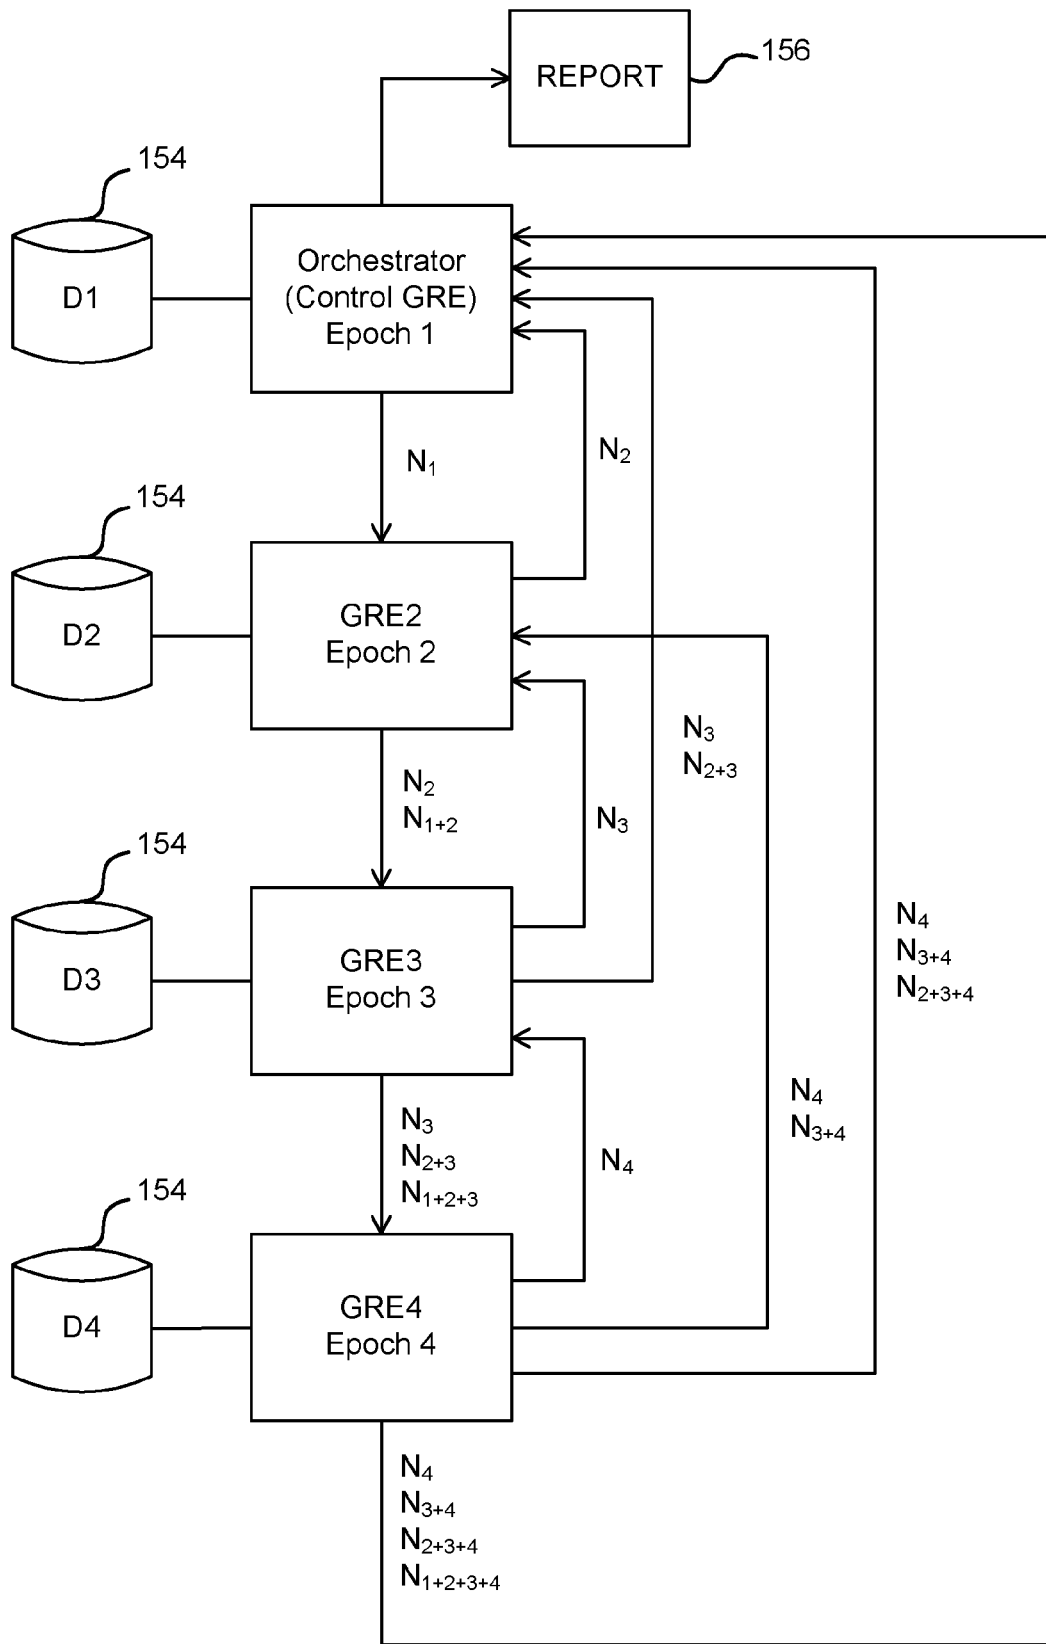 156
REPORT
154
D1
Orchestrator
(Control GRE)
Epoch 1
N₁
N₂
154
D2
GRE2
Epoch 2
N₃
N₂₊₃
N₂
N₁₊₂
N₃
154
D3
GRE3
Epoch 3
N₄
N₃₊₄
N₂₊₃₊₄
N₄
N₃₊₄
N₃
N₂₊₃
N₁₊₂₊₃
N₄
154
D4
GRE4
Epoch 4
N₄
N₃₊₄
N₂₊₃₊₄
N₁₊₂₊₃₊₄